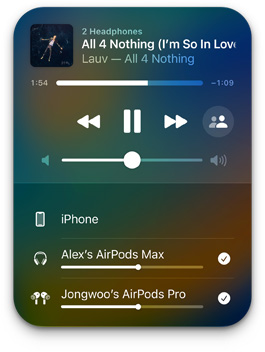 2 Headphones
All 4 Nothing (I'm So In Love
Lauv — All 4 Nothing
1:54
−1:09
iPhone
Alex's AirPods Max
Jongwoo's AirPods Pro